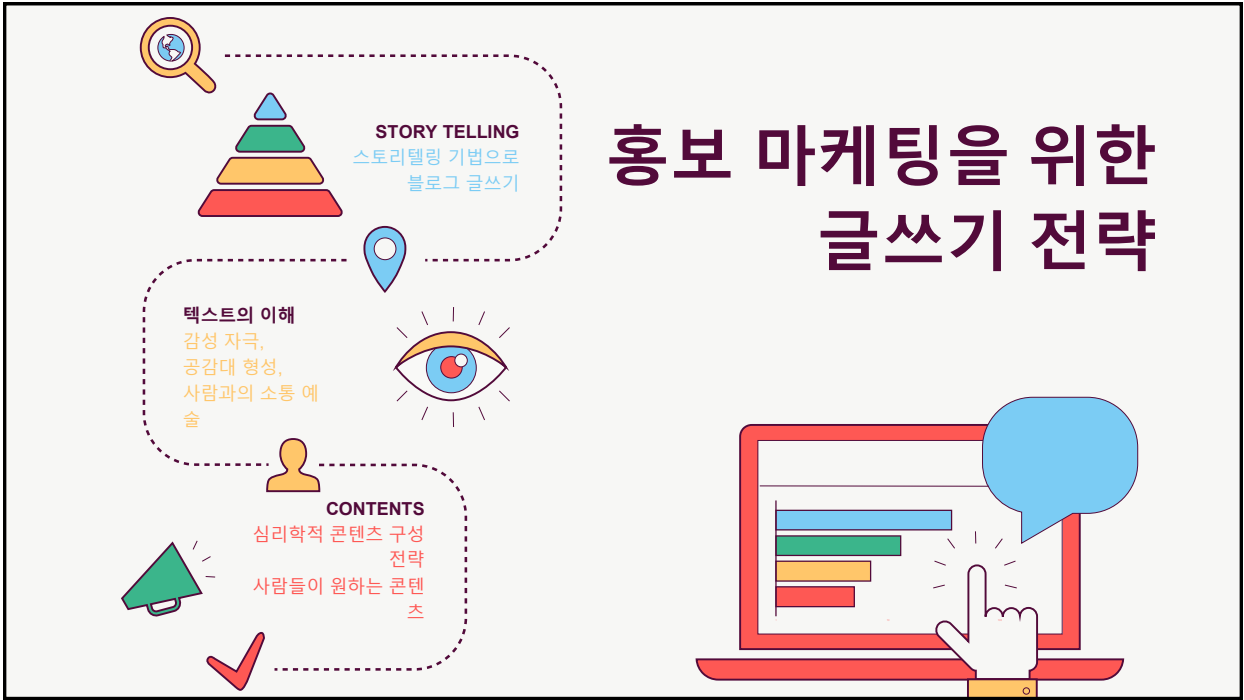 홍보 마케팅을 위한
글쓰기 전략
STORY TELLING
스토리텔링 기법으로
블로그 글쓰기
텍스트의 이해
감성 자극,
공감대 형성,
사람과의 소통 예
술
CONTENTS
심리학적 콘텐츠 구성
전략
사람들이 원하는 콘텐
츠